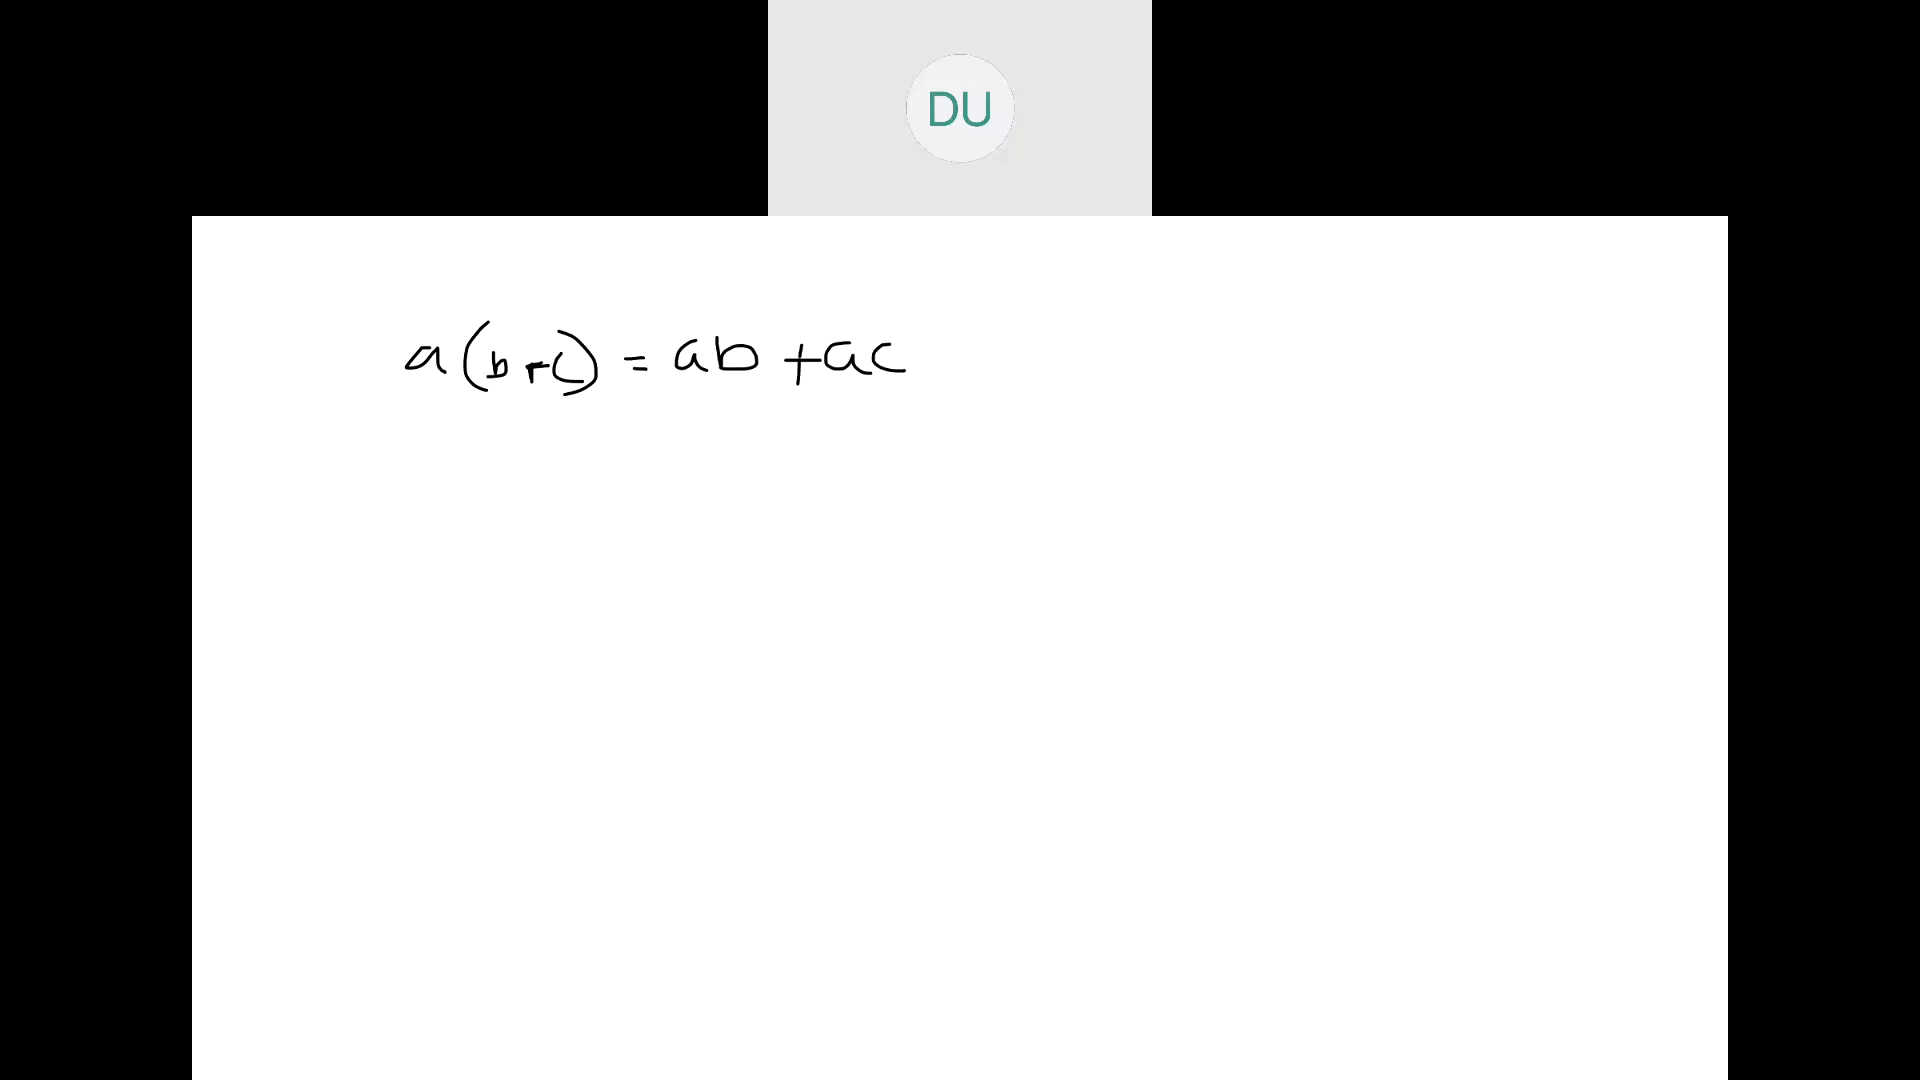 DU
a(b+c) = ab + ac